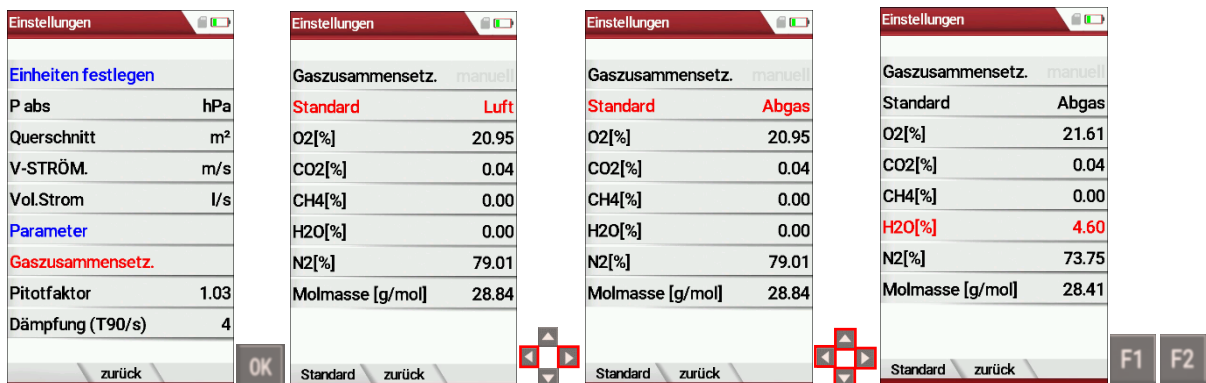 Einstellungen
Einheiten festlegen
P abs hPa
Querschnitt m²
V-STRÖM. m/s
Vol.Strom l/s
Parameter
Gaszusammensetz.
Pitotfaktor 1.03
Dämpfung (T90/s) 4
zurück
OK
Einstellungen
Gaszusammensetz. manuell
Standard Luft
O2[%] 20.95
CO2[%] 0.04
CH4[%] 0.00
H2O[%] 0.00
N2[%] 79.01
Molmasse [g/mol] 28.84
Standard zurück
Einstellungen
Gaszusammensetz. manuell
Standard Abgas
O2[%] 20.95
CO2[%] 0.04
CH4[%] 0.00
H2O[%] 0.00
N2[%] 79.01
Molmasse [g/mol] 28.84
Standard zurück
Einstellungen
Gaszusammensetz. manuell
Standard Abgas
O2[%] 21.61
CO2[%] 0.04
CH4[%] 0.00
H2O[%] 4.60
N2[%] 73.75
Molmasse [g/mol] 28.41
Standard zurück
F1 F2